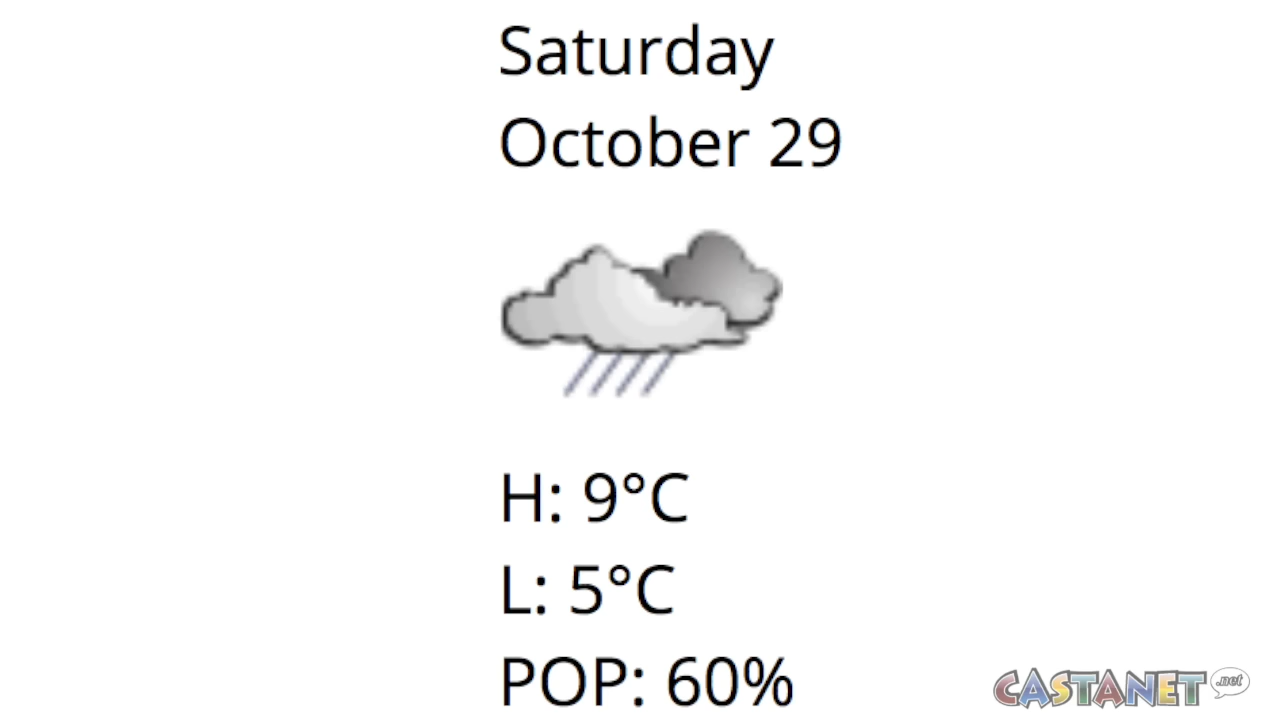 Saturday
October 29
H: 9°C
L: 5°C
POP: 60%
CASTANET .net